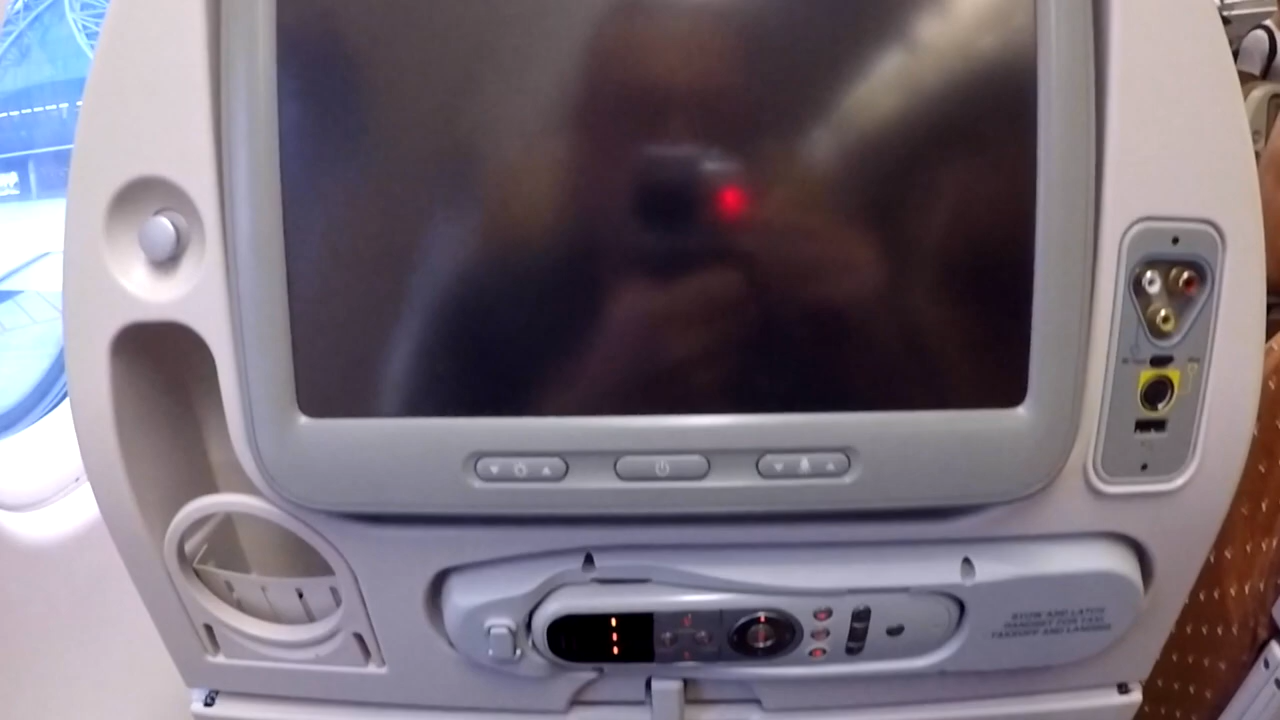 STOW AND LATCH
HANDSET FOR TAXI
TAKEOFF AND LANDING